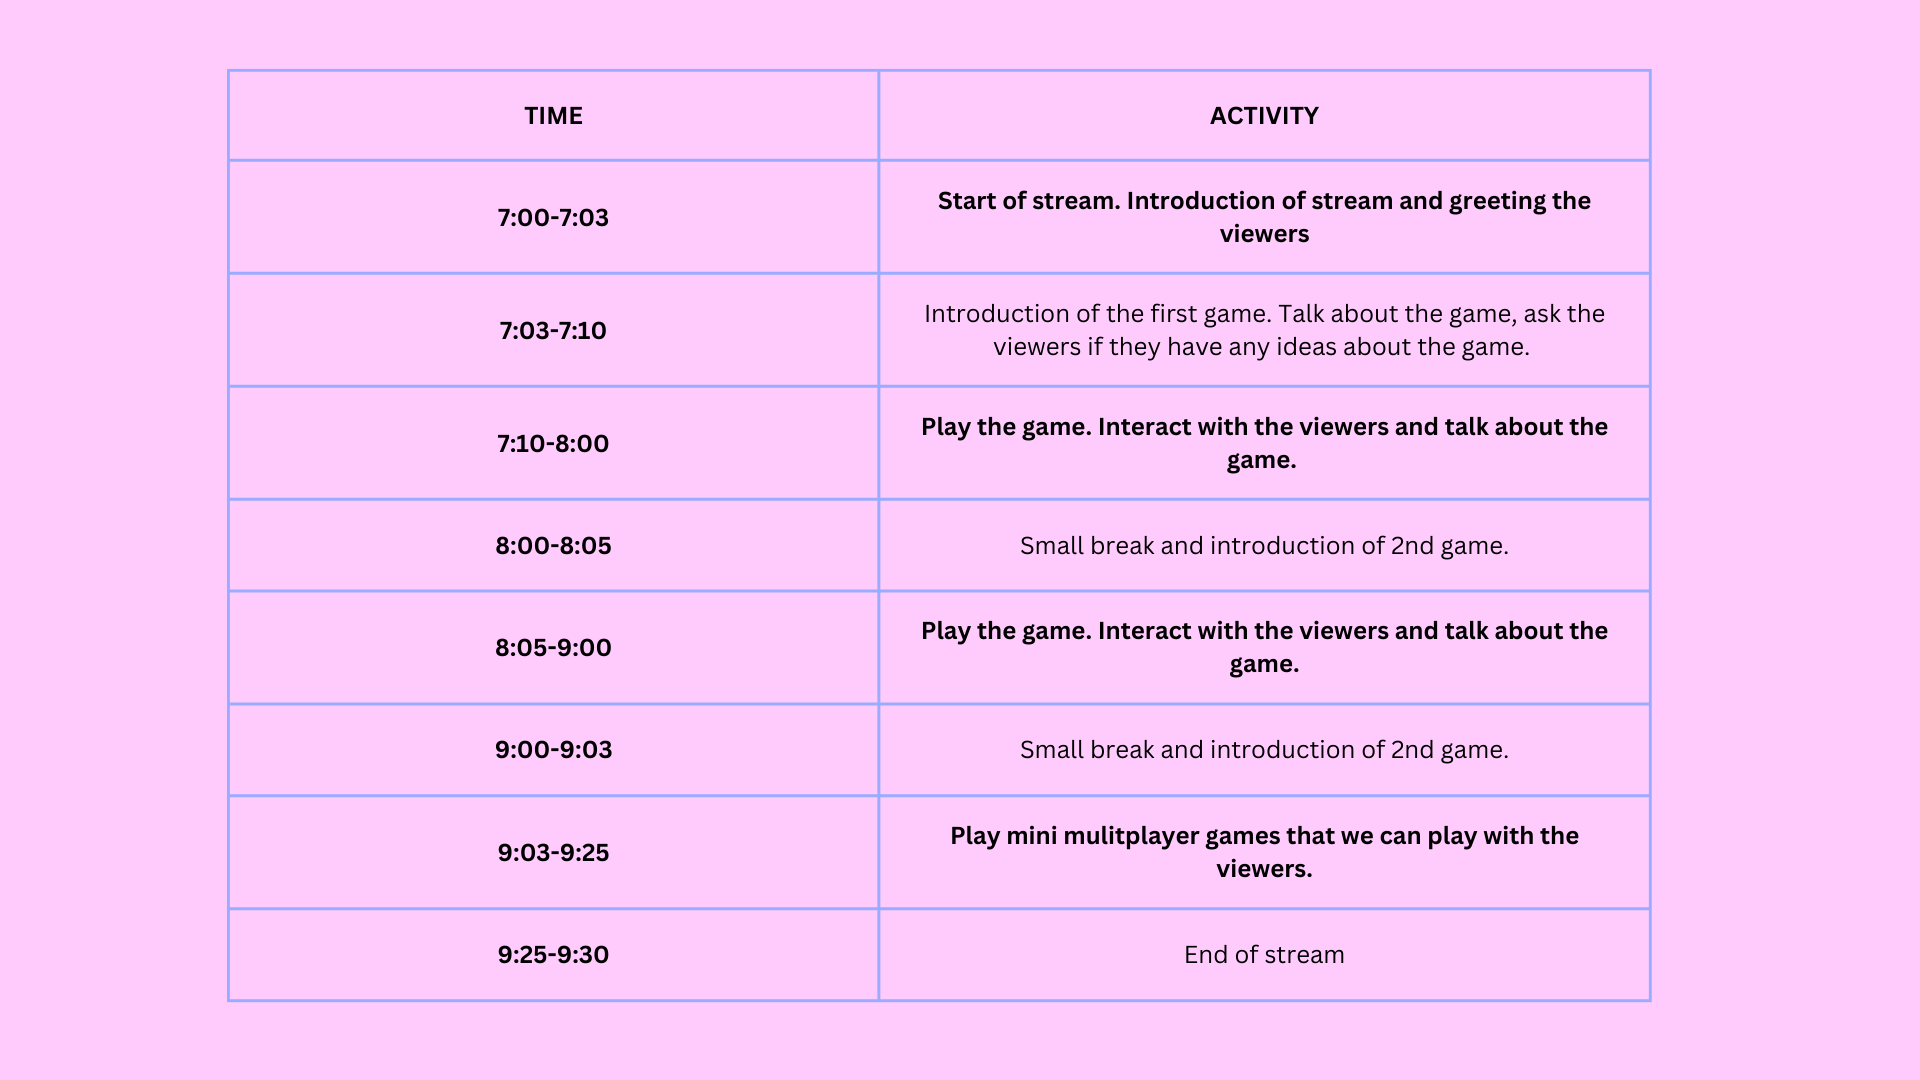 TIME
ACTIVITY
7:00-7:03
Start of stream. Introduction of stream and greeting the
viewers
7:03-7:10
Introduction of the first game. Talk about the game, ask the
viewers if they have any ideas about the game.
7:10-8:00
Play the game. Interact with the viewers and talk about the
game.
8:00-8:05
Small break and introduction of 2nd game.
8:05-9:00
Play the game. Interact with the viewers and talk about the
game.
9:00-9:03
Small break and introduction of 2nd game.
9:03-9:25
Play mini mulitplayer games that we can play with the
viewers.
9:25-9:30
End of stream